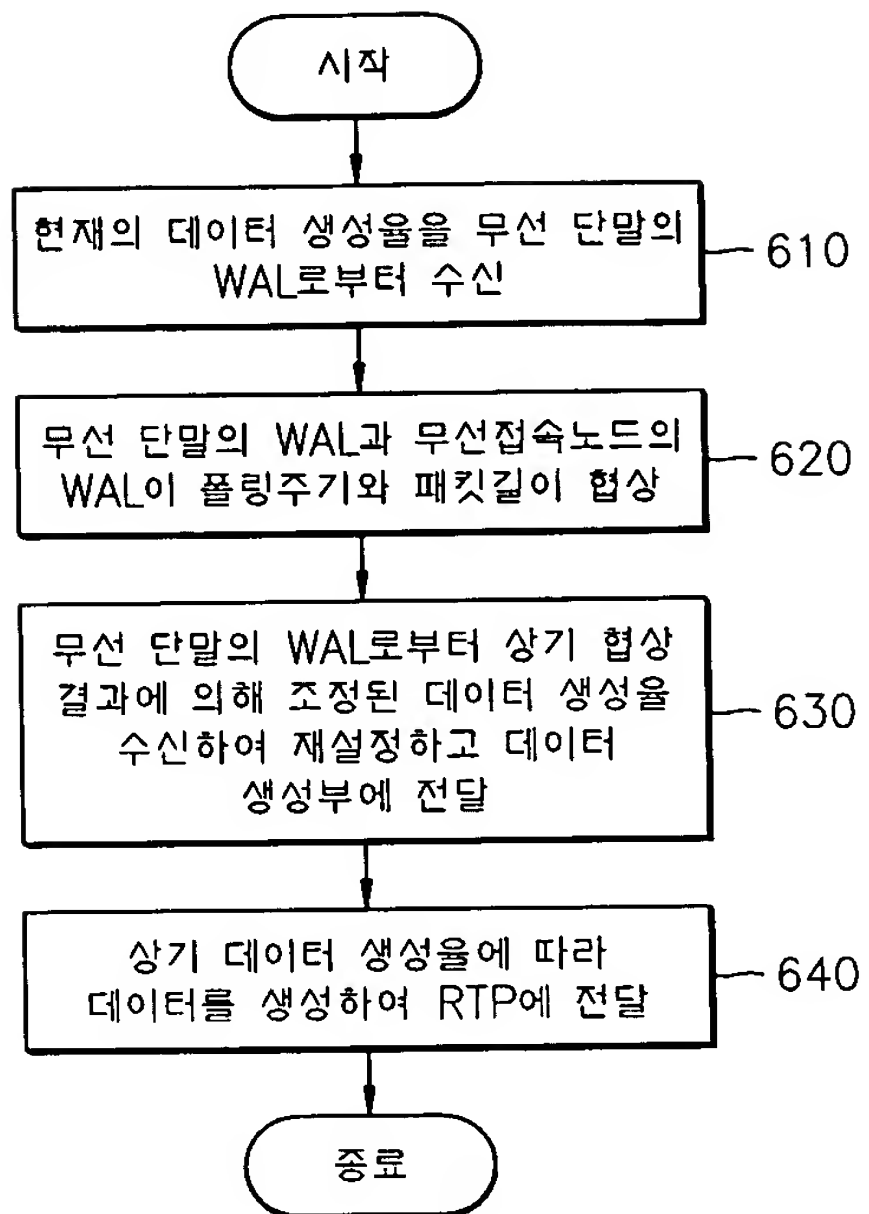 시작
현재의 데이터 생성율을 무선 단말의
WAL로부터 수신
610
무선 단말의 WAL과 무선접속노드의
WAL이 폴링주기와 패킷길이 협상
620
무선 단말의 WAL로부터 상기 협상
결과에 의해 조정된 데이터 생성율
수신하여 재설정하고 데이터
생성부에 전달
630
상기 데이터 생성율에 따라
데이터를 생성하여 RTP에 전달
640
종료